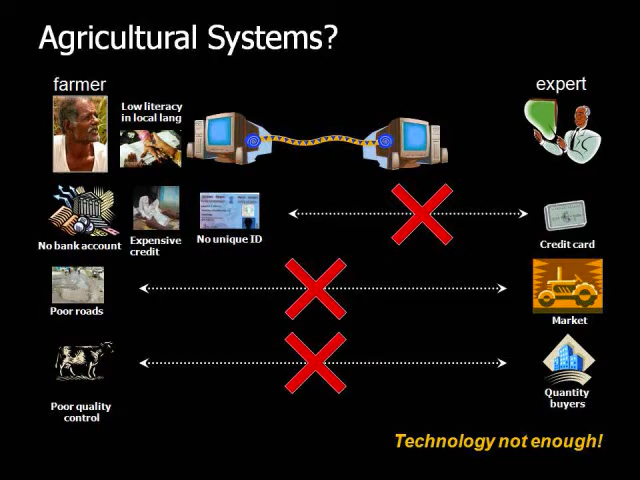 Agricultural Systems?
farmer
expert
Low literacy
in local lang
No bank account
Expensive
credit
No unique ID
Credit card
Poor roads
Market
Poor quality
control
Quantity
buyers
Technology not enough!